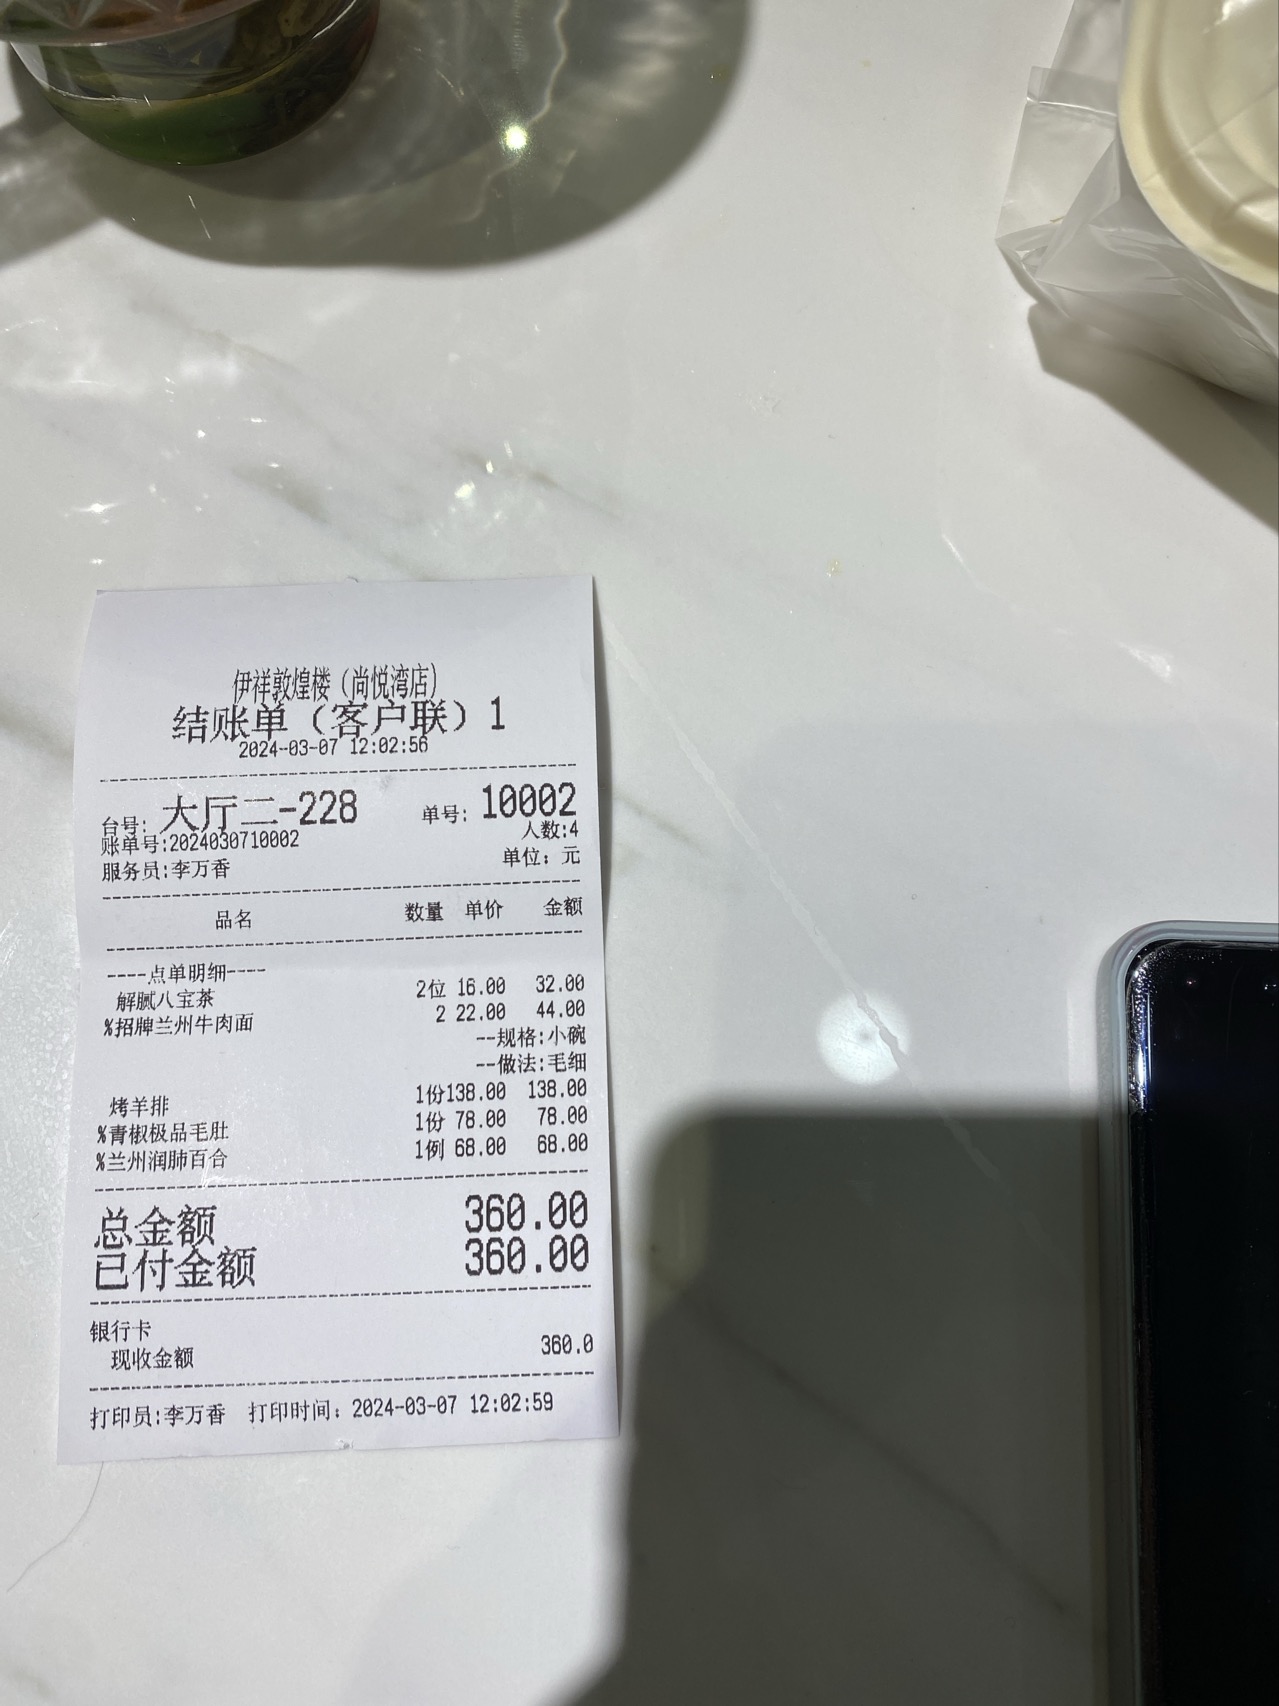 伊祥敦煌楼（尚悦湾店）
结账单（客户联）1
2024-03-07 12:02:56
台号: 大厅二-228 单号: 10002
账单号:2024030710002 人数:4
服务员:李万香 单位：元
品名 数量 单价 金额
----点单明细----
解腻八宝茶 2位 16.00 32.00
%招牌兰州牛肉面 2 22.00 44.00
--规格:小碗
--做法:毛细
烤羊排 1份138.00 138.00
%青椒极品毛肚 1份 78.00 78.00
%兰州润肺百合 1例 68.00 68.00
总金额 360.00
已付金额 360.00
银行卡
现收金额 360.0
打印员:李万香 打印时间：2024-03-07 12:02:59